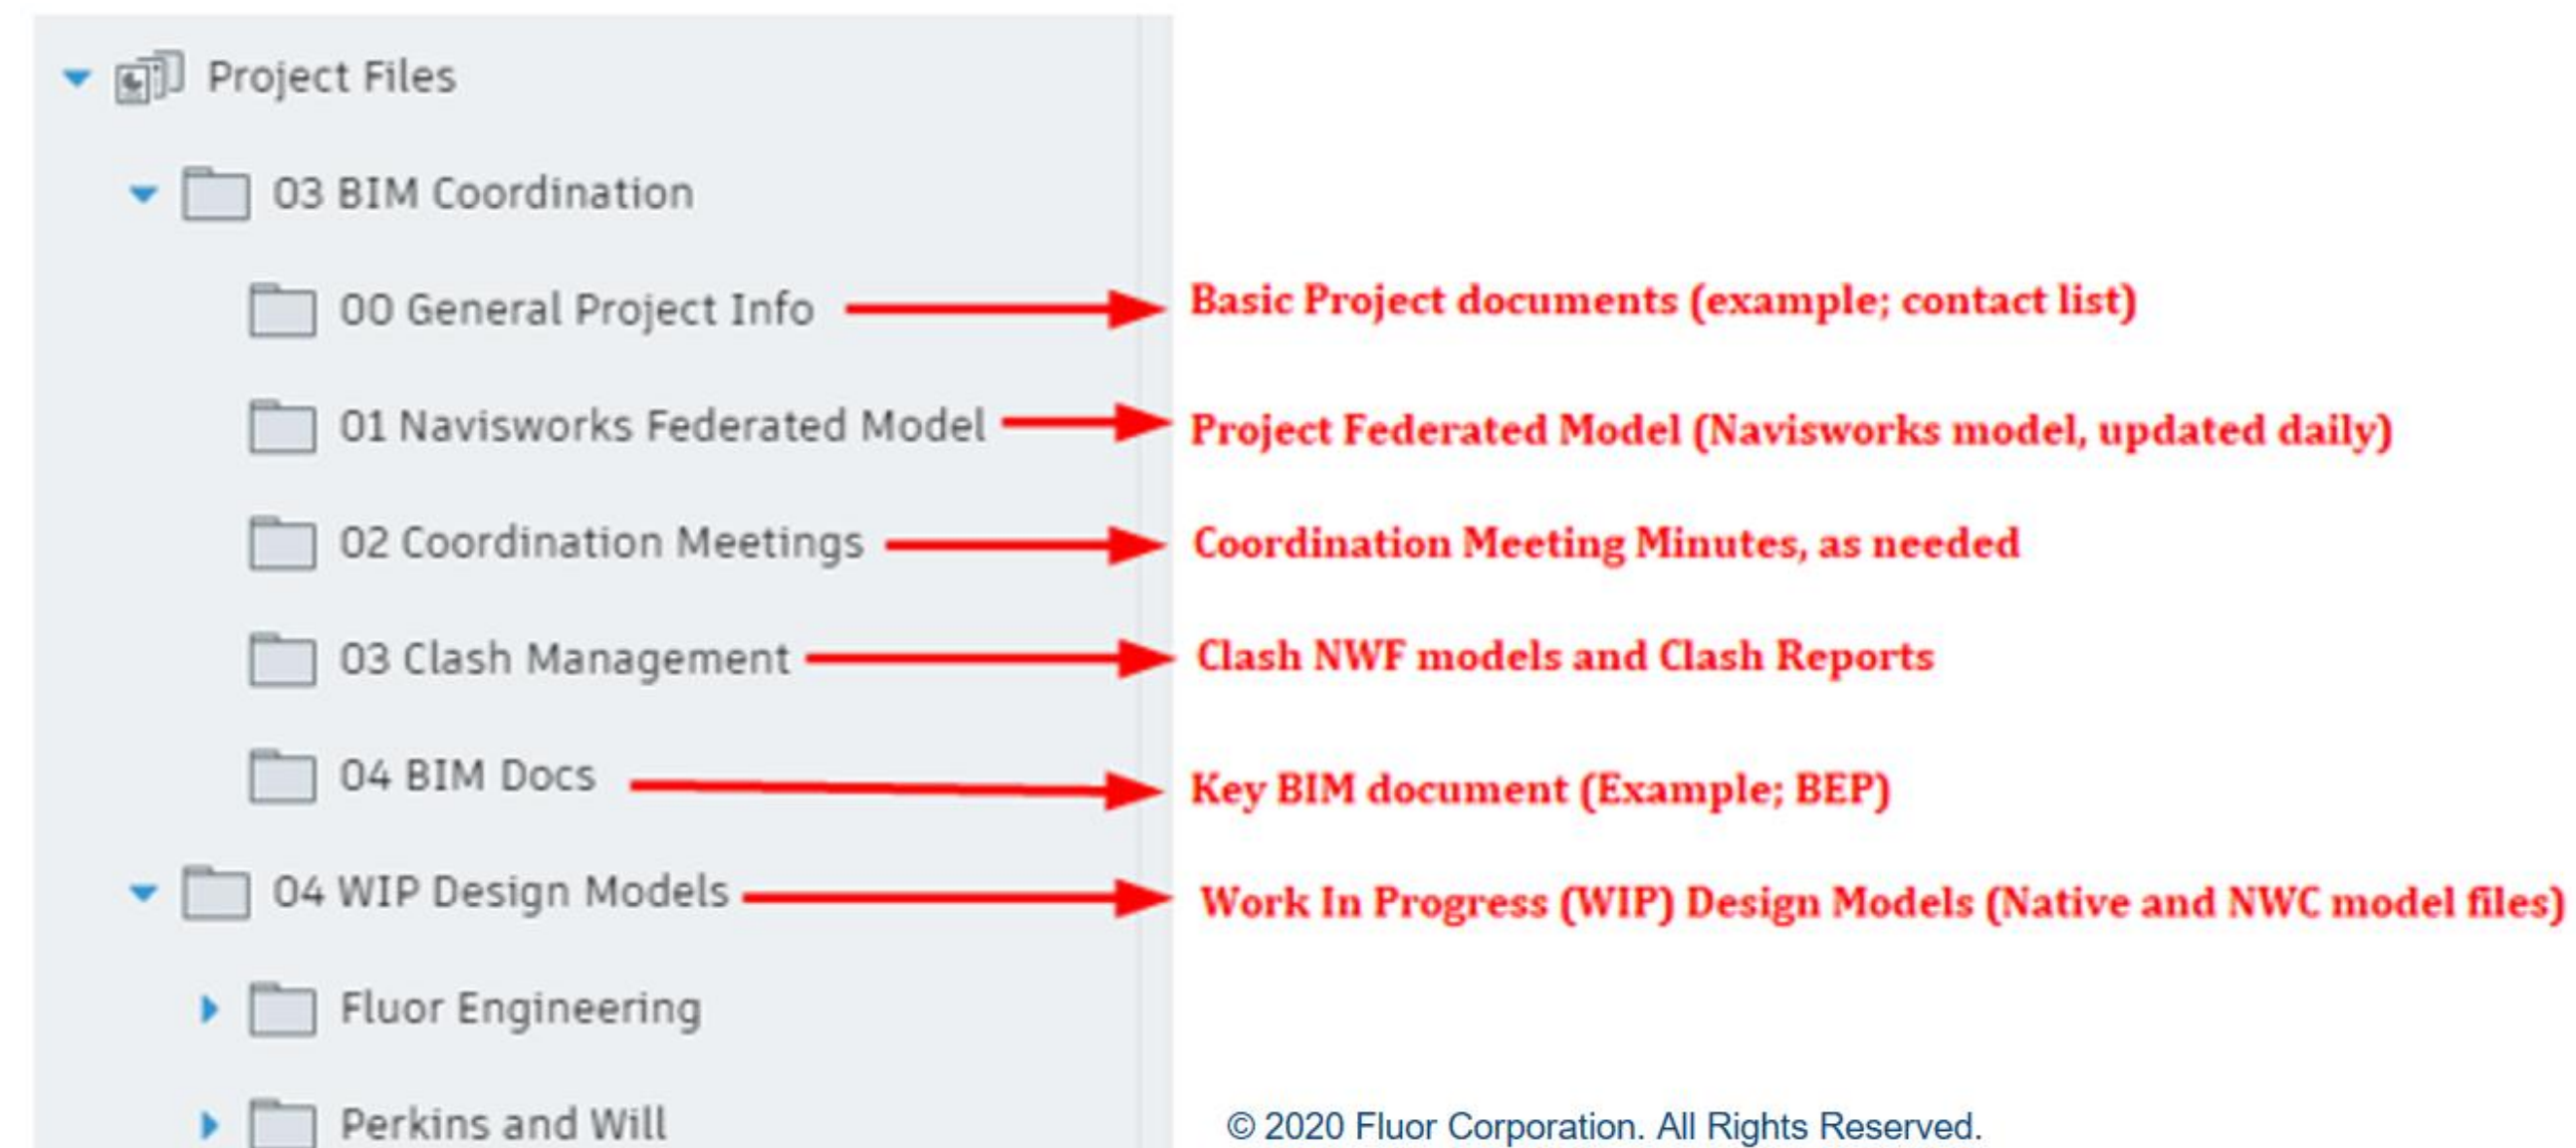 Project Files
03 BIM Coordination
00 General Project Info
Basic Project documents (example; contact list)
01 Navisworks Federated Model
Project Federated Model (Navisworks model, updated daily)
02 Coordination Meetings
Coordination Meeting Minutes, as needed
03 Clash Management
Clash NWF models and Clash Reports
04 BIM Docs
Key BIM document (Example; BEP)
04 WIP Design Models
Work In Progress (WIP) Design Models (Native and NWC model files)
Fluor Engineering
Perkins and Will
© 2020 Fluor Corporation. All Rights Reserved.